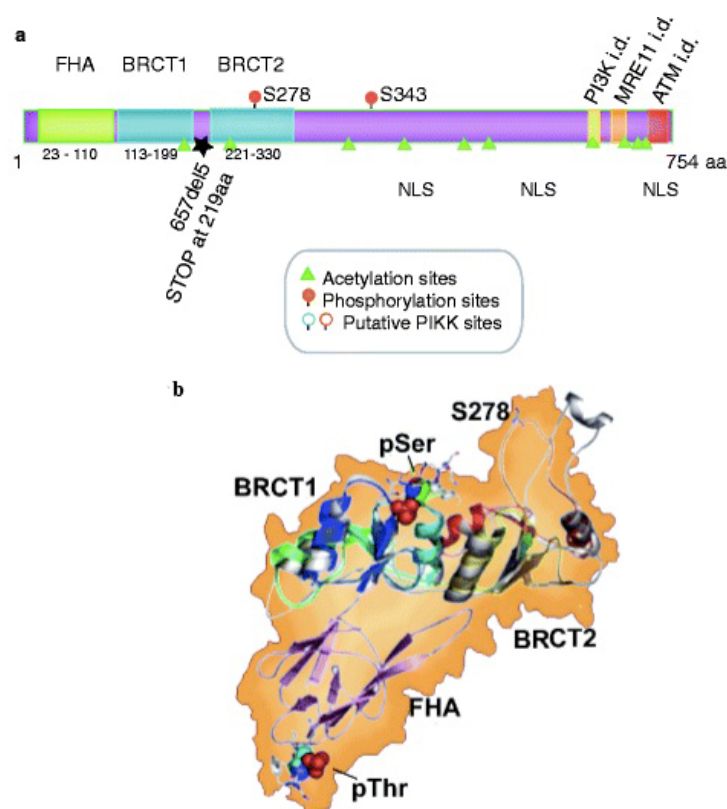 a
FHA BRCT1 BRCT2
S278 S343
PI3K i.d.
MRE11 i.d.
ATM i.d.
23 - 110 113-199 221-330
1 754 aa
657del5
STOP at 219aa
NLS NLS NLS
Acetylation sites
Phosphorylation sites
Putative PIKK sites
b
S278
pSer
BRCT1
BRCT2
FHA
pThr